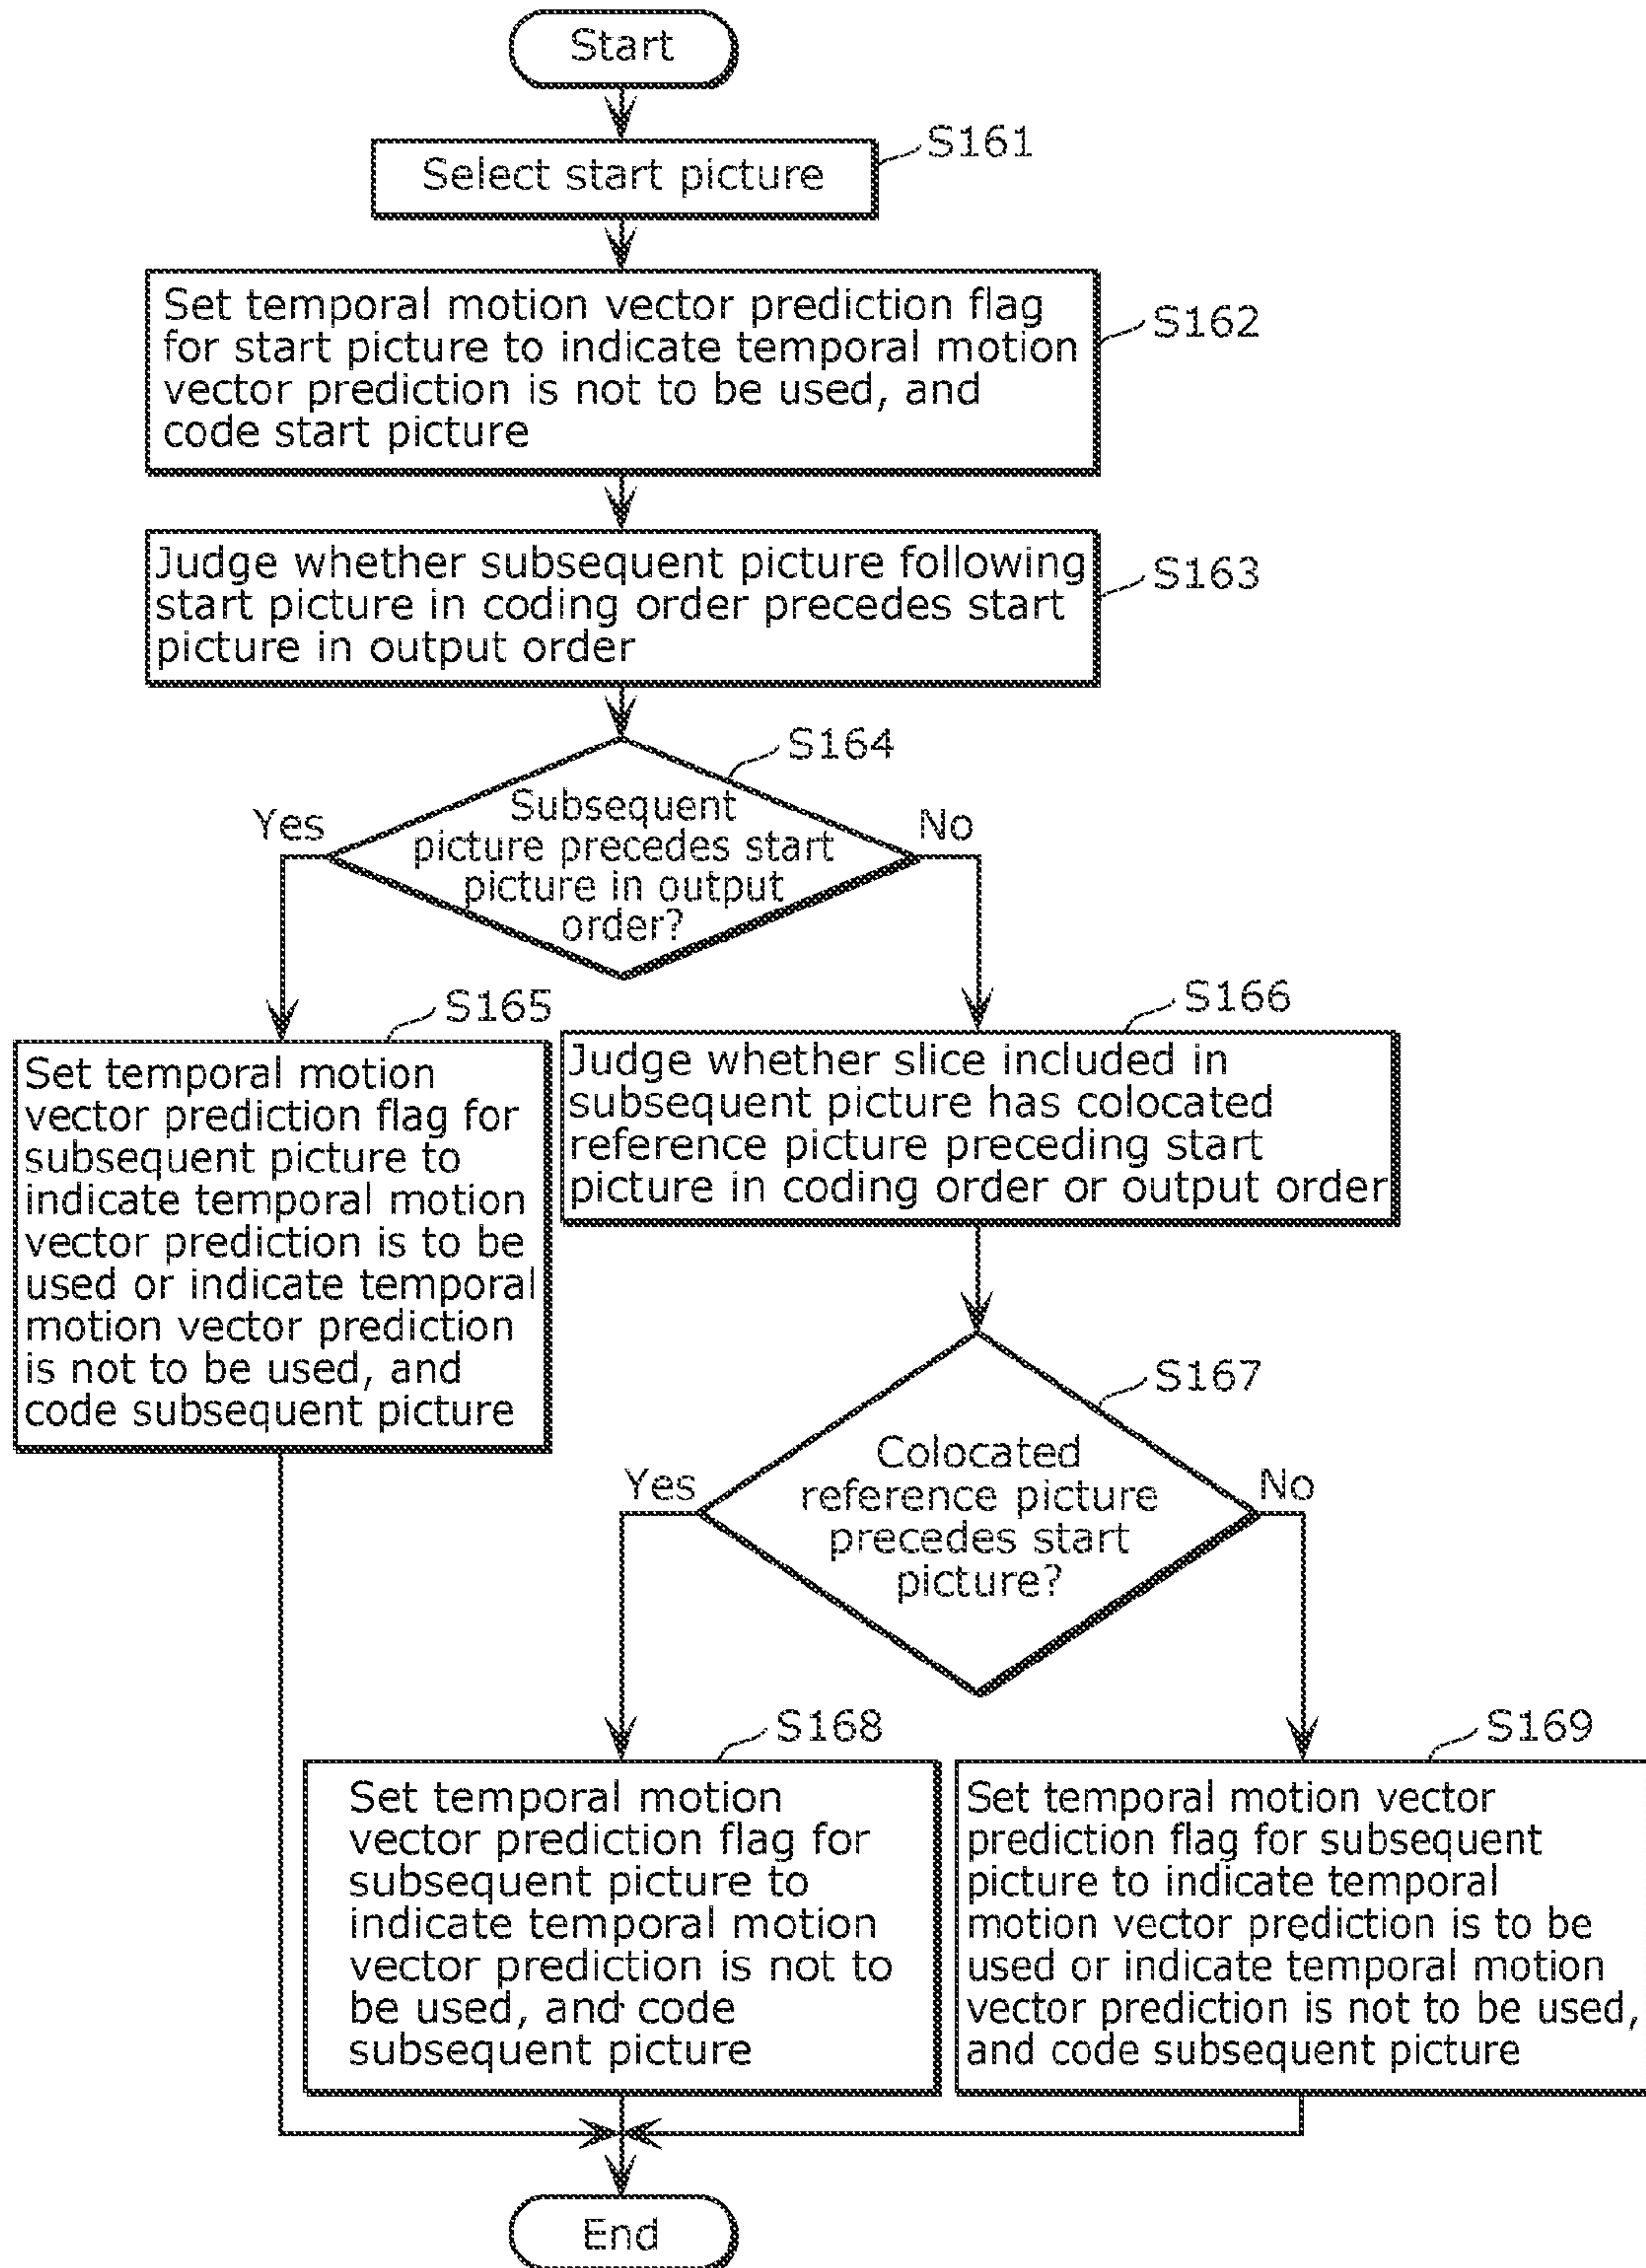 Start
Select start picture
S161
Set temporal motion vector prediction flag
for start picture to indicate temporal motion
vector prediction is not to be used, and
code start picture
S162
Judge whether subsequent picture following
start picture in coding order precedes start
picture in output order
S163
S164
Subsequent
picture precedes start
picture in output
order?
Yes
No
S165
Set temporal motion
vector prediction flag for
subsequent picture to
indicate temporal motion
vector prediction is to be
used or indicate temporal
motion vector prediction
is not to be used, and
code subsequent picture
S166
Judge whether slice included in
subsequent picture has colocated
reference picture preceding start
picture in coding order or output order
S167
Colocated
reference picture
precedes start
picture?
Yes
No
S168
Set temporal motion
vector prediction flag for
subsequent picture to
indicate temporal motion
vector prediction is not to
be used, and code
subsequent picture
S169
Set temporal motion vector
prediction flag for subsequent
picture to indicate temporal
motion vector prediction is to be
used or indicate temporal motion
vector prediction is not to be used,
and code subsequent picture
End